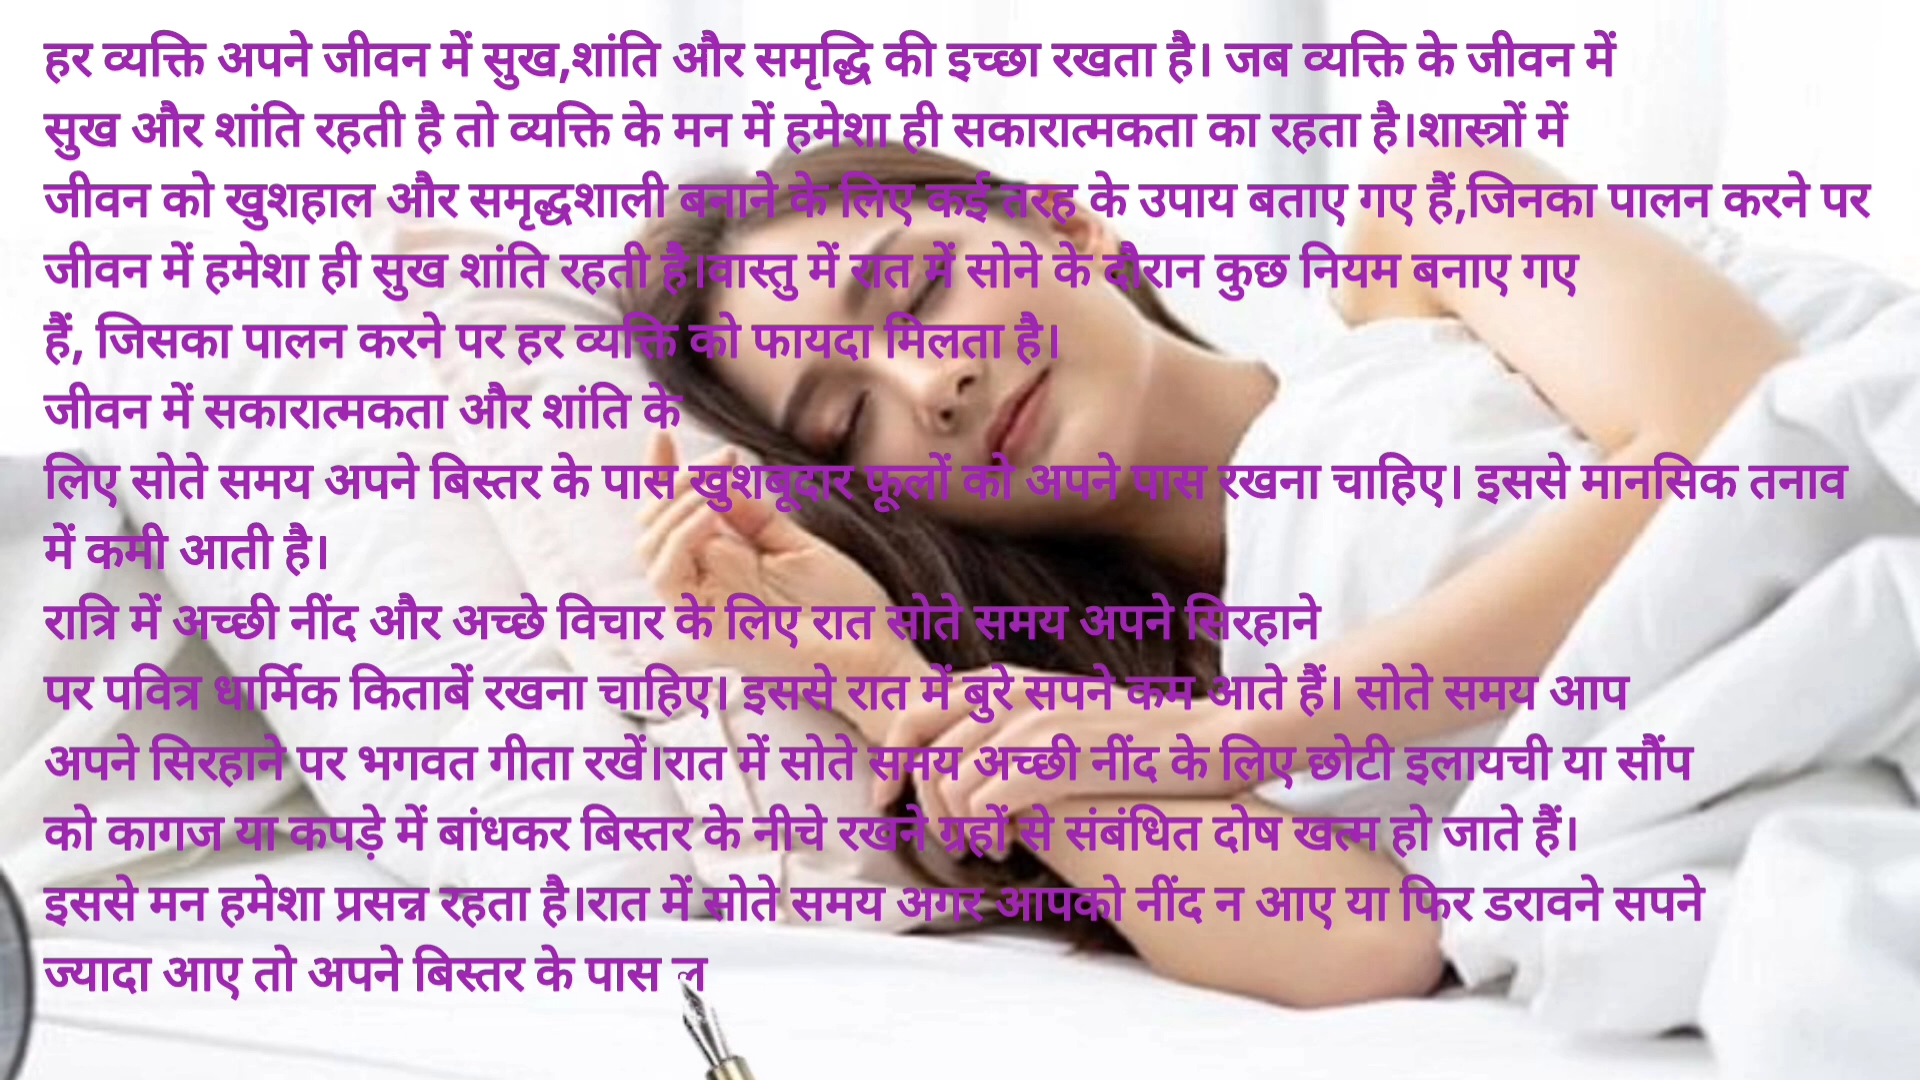 हर व्यक्ति अपने जीवन में सुख,शांति और समृद्धि की इच्छा रखता है। जब व्यक्ति के जीवन में
सुख और शांति रहती है तो व्यक्ति के मन में हमेशा ही सकारात्मकता का रहता है।शास्त्रों में
जीवन को खुशहाल और समृद्धशाली बनाने के लिए कई तरह के उपाय बताए गए हैं,जिनका पालन करने पर
जीवन में हमेशा ही सुख शांति रहती है।वास्तु में रात में सोने के दौरान कुछ नियम बनाए गए
हैं, जिसका पालन करने पर हर व्यक्ति को फायदा मिलता है।
जीवन में सकारात्मकता और शांति के
लिए सोते समय अपने बिस्तर के पास खुशबूदार फूलों को अपने पास रखना चाहिए। इससे मानसिक तनाव
में कमी आती है।
रात्रि में अच्छी नींद और अच्छे विचार के लिए रात सोते समय अपने सिरहाने
पर पवित्र धार्मिक किताबें रखना चाहिए। इससे रात में बुरे सपने कम आते हैं। सोते समय आप
अपने सिरहाने पर भगवत गीता रखें।रात में सोते समय अच्छी नींद के लिए छोटी इलायची या सौंप
को कागज या कपड़े में बांधकर बिस्तर के नीचे रखने ग्रहों से संबंधित दोष खत्म हो जाते हैं।
इससे मन हमेशा प्रसन्न रहता है।रात में सोते समय अगर आपको नींद न आए या फिर डरावने सपने
ज्यादा आए तो अपने बिस्तर के पास